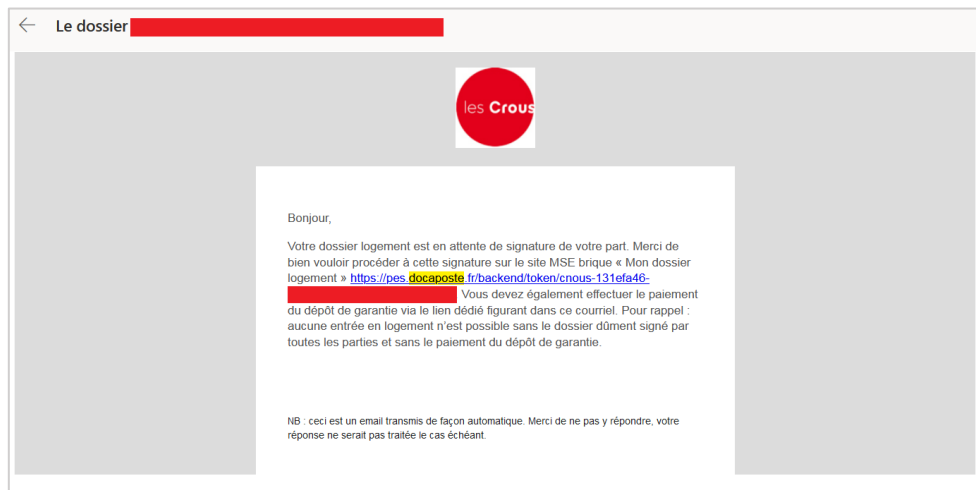 Le dossier
les Crous
Bonjour,
Votre dossier logement est en attente de signature de votre part. Merci de
bien vouloir procéder à cette signature sur le site MSE brique « Mon dossier
logement » https://pes.docaposte.fr/backend/token/cnous-131efa46-
Vous devez également effectuer le paiement
du dépôt de garantie via le lien dédié figurant dans ce courriel. Pour rappel :
aucune entrée en logement n'est possible sans le dossier dûment signé par
toutes les parties et sans le paiement du dépôt de garantie.
NB : ceci est un email transmis de façon automatique. Merci de ne pas y répondre, votre
réponse ne serait pas traitée le cas échéant.